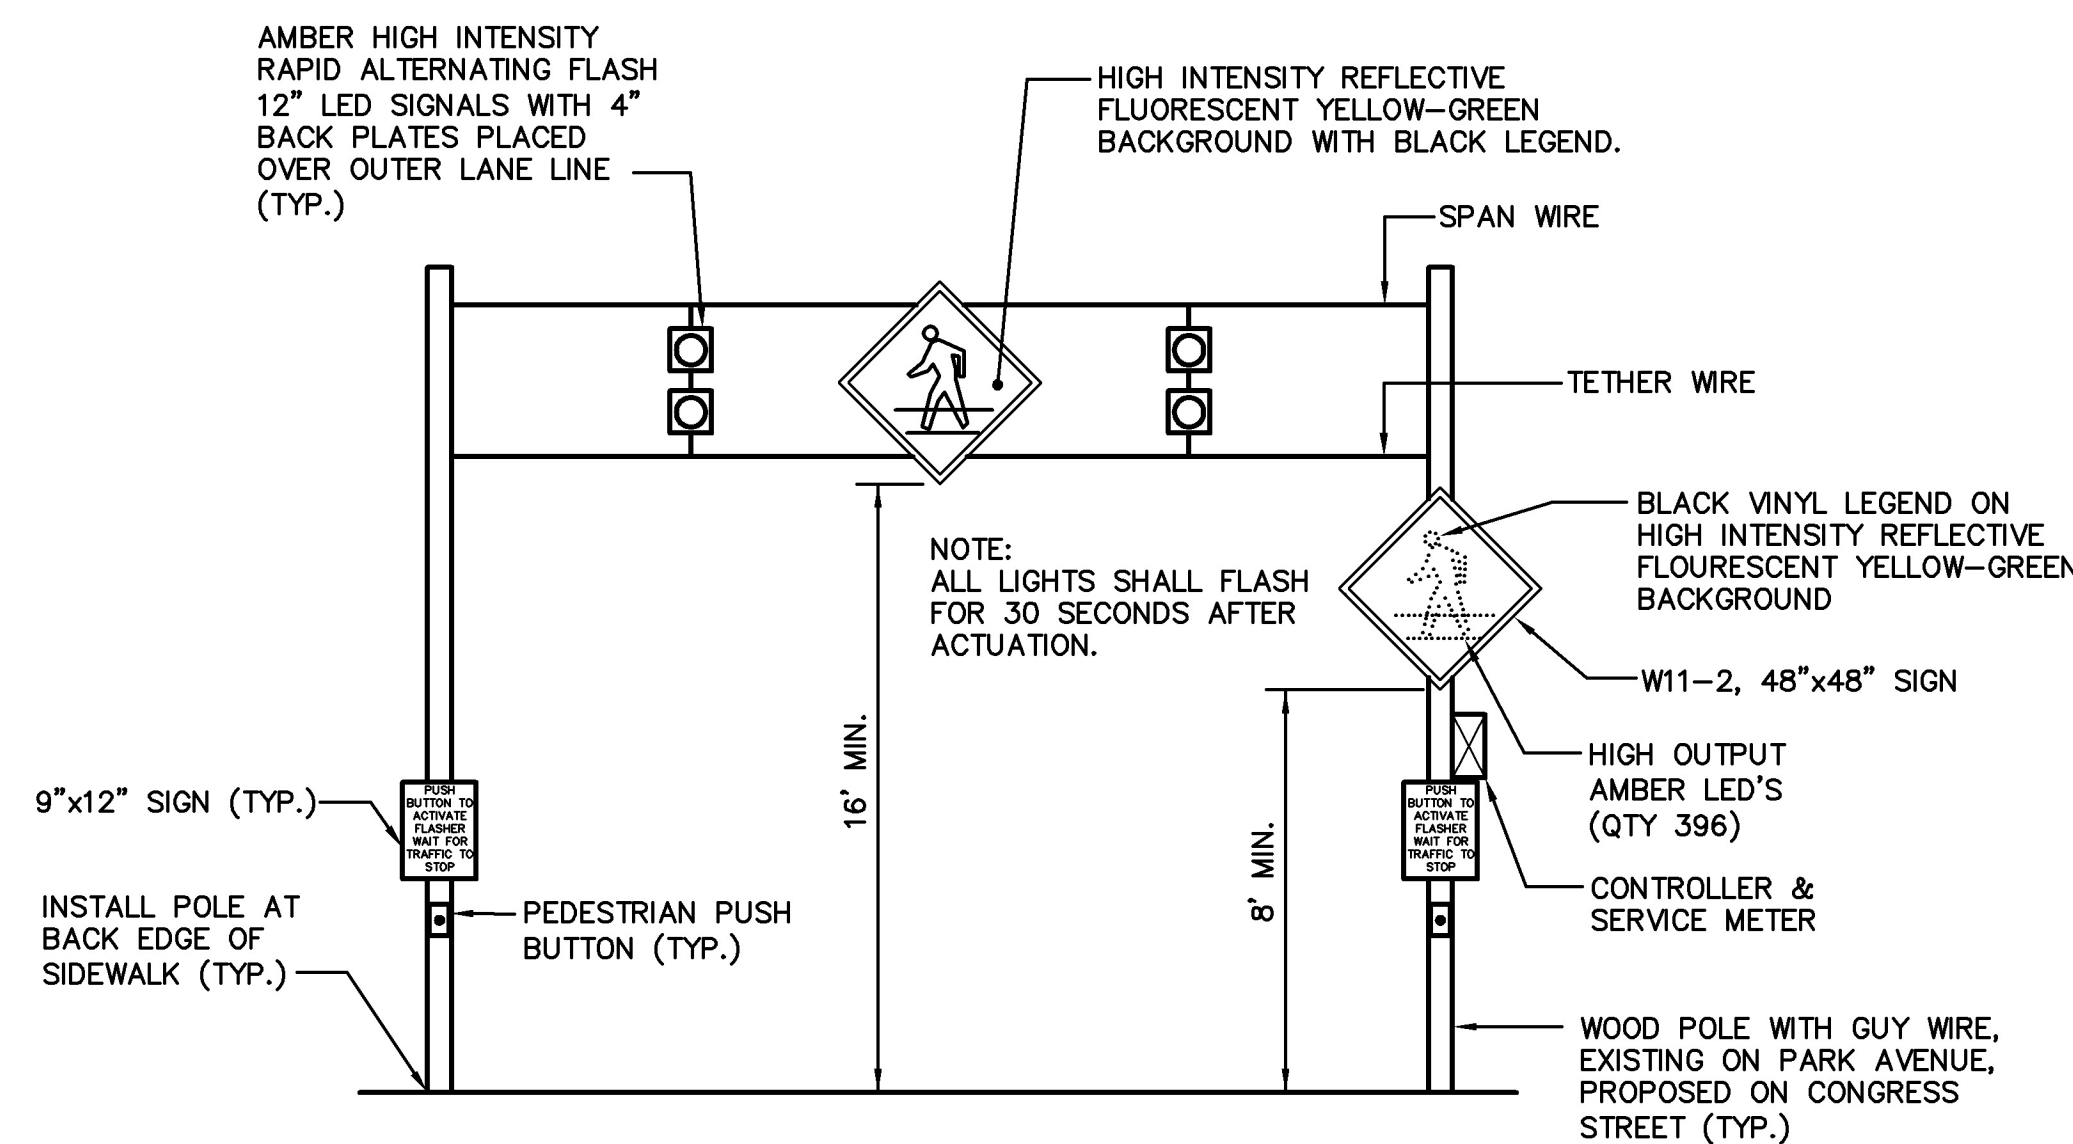 AMBER HIGH INTENSITY
RAPID ALTERNATING FLASH
12" LED SIGNALS WITH 4"
BACK PLATES PLACED
OVER OUTER LANE LINE
(TYP.)
HIGH INTENSITY REFLECTIVE
FLUORESCENT YELLOW-GREEN
BACKGROUND WITH BLACK LEGEND.
SPAN WIRE
TETHER WIRE
BLACK VINYL LEGEND ON
HIGH INTENSITY REFLECTIVE
FLOURESCENT YELLOW-GREEN
BACKGROUND
NOTE:
ALL LIGHTS SHALL FLASH
FOR 30 SECONDS AFTER
ACTUATION.
W11-2, 48"x48" SIGN
16' MIN.
8' MIN.
HIGH OUTPUT
AMBER LED'S
(QTY 396)
9"x12" SIGN (TYP.)
PUSH
BUTTON TO
ACTIVATE
FLASHER
WAIT FOR
TRAFFIC TO
STOP
PUSH
BUTTON TO
ACTIVATE
FLASHER
WAIT FOR
TRAFFIC TO
STOP
CONTROLLER &
SERVICE METER
INSTALL POLE AT
BACK EDGE OF
SIDEWALK (TYP.)
PEDESTRIAN PUSH
BUTTON (TYP.)
WOOD POLE WITH GUY WIRE,
EXISTING ON PARK AVENUE,
PROPOSED ON CONGRESS
STREET (TYP.)